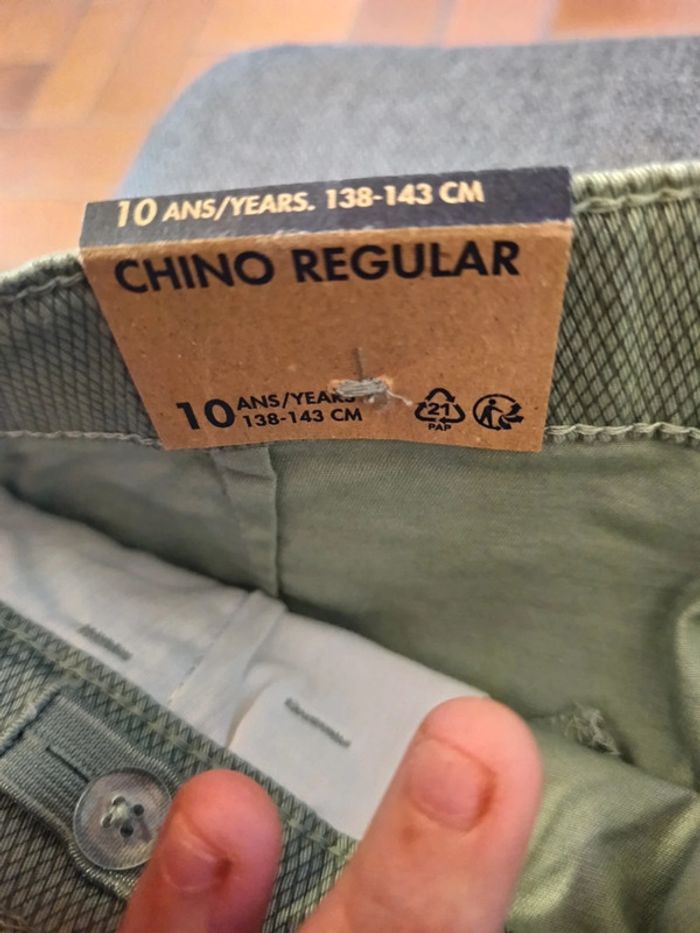 10 ANS/YEARS. 138-143 CM
CHINO REGULAR
10 ANS/YEARS
138-143 CM
21
PAP